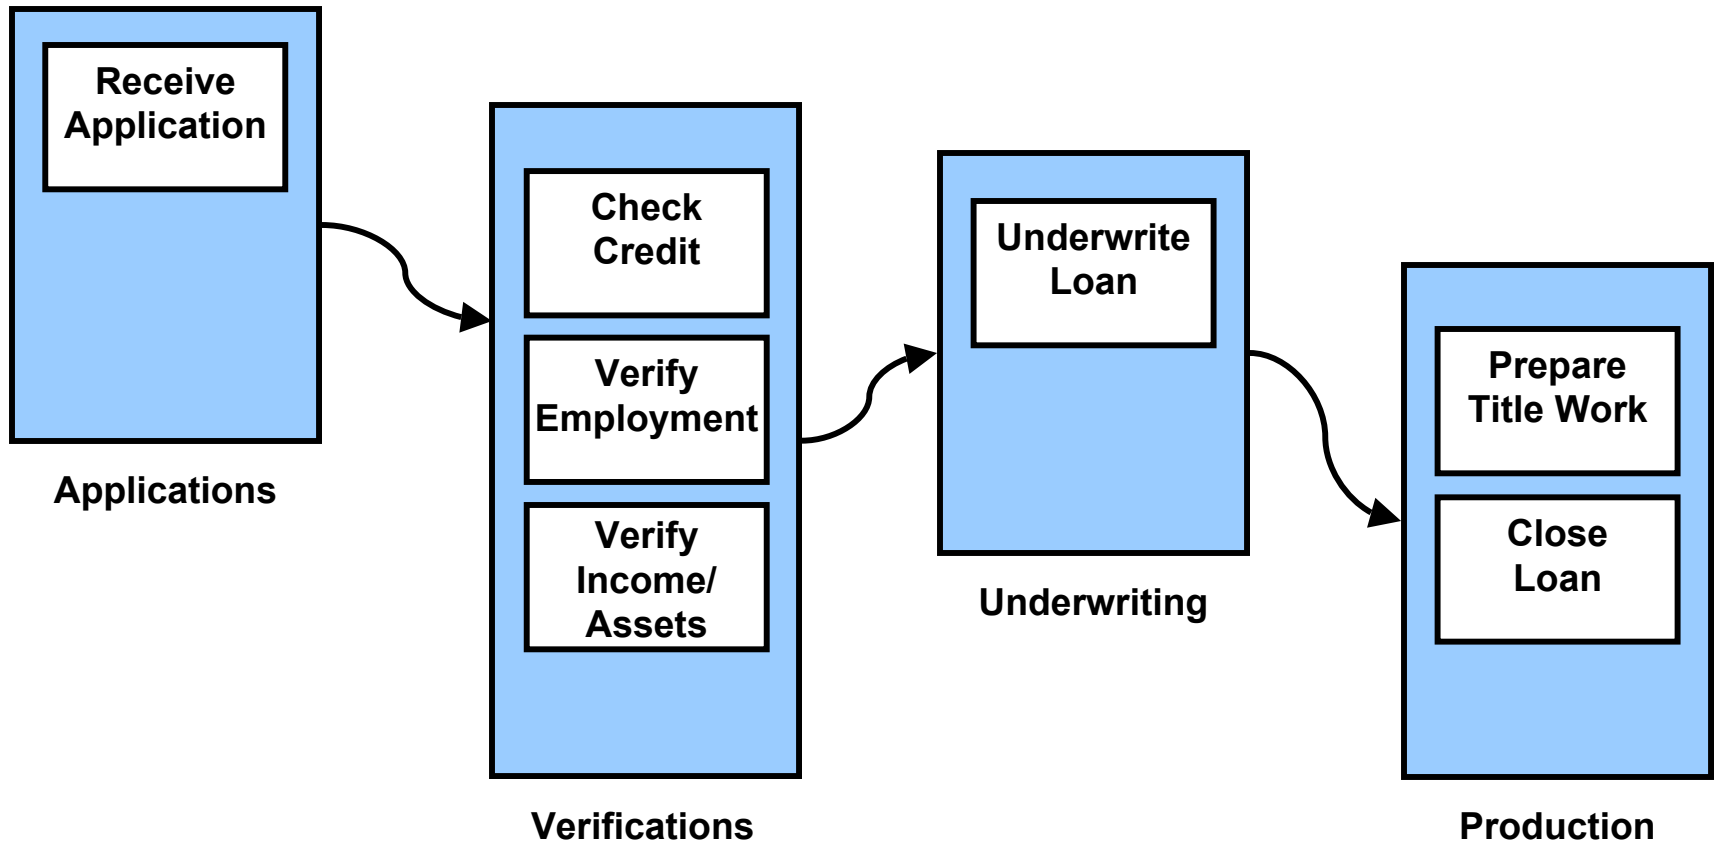 Receive
Application
Applications
Check
Credit
Verify
Employment
Verify
Income/
Assets
Verifications
Underwrite
Loan
Underwriting
Prepare
Title Work
Close
Loan
Production